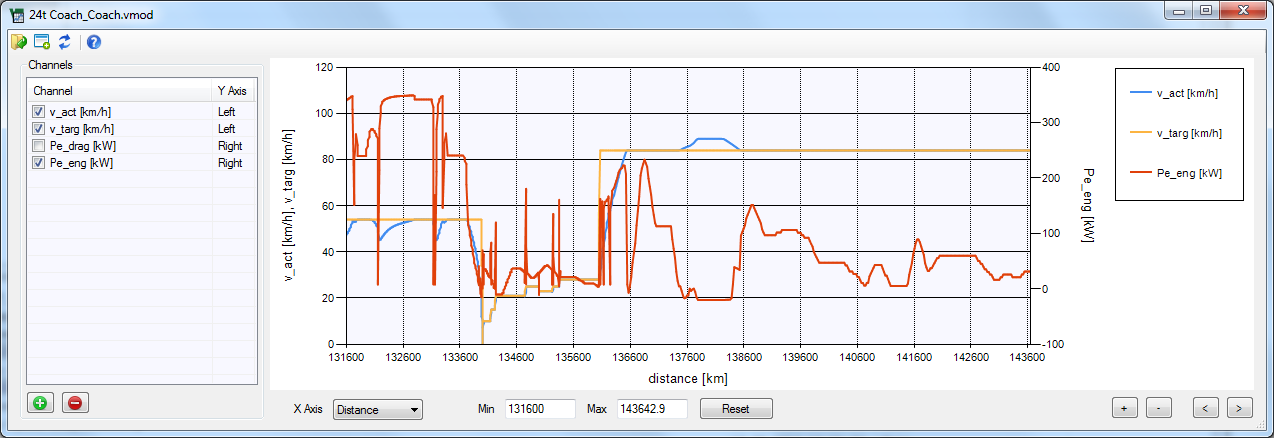 24t Coach_Coach.vmod
Channels
Channel Y Axis
v_act [km/h] Left
v_targ [km/h] Left
Pe_drag [kW] Right
Pe_eng [kW] Right
v_act [km/h], v_targ [km/h]
120
100
80
60
40
20
0
400
300
200
100
0
-100
Pe_eng [kW]
131600 132600 133600 134600 135600 136600 137600 138600 139600 140600 141600 142600 143600
distance [km]
v_act [km/h]
v_targ [km/h]
Pe_eng [kW]
X Axis Distance Min 131600 Max 143642.9 Reset + - < >